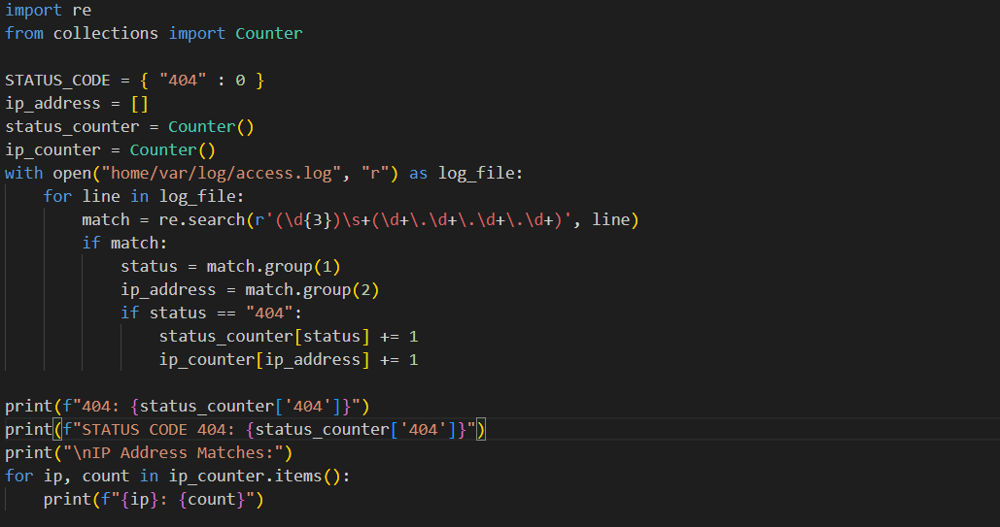 import re
from collections import Counter

STATUS_CODE = { "404" : 0 }
ip_address = []
status_counter = Counter()
ip_counter = Counter()
with open("home/var/log/access.log", "r") as log_file:
    for line in log_file:
        match = re.search(r'(\d{3})\s+(\d+\.\d+\.\d+\.\d+)', line)
        if match:
            status = match.group(1)
            ip_address = match.group(2)
            if status == "404":
                status_counter[status] += 1
                ip_counter[ip_address] += 1

print(f"404: {status_counter['404']}")
print(f"STATUS CODE 404: {status_counter['404']}")
print("\nIP Address Matches:")
for ip, count in ip_counter.items():
    print(f"{ip}: {count}")